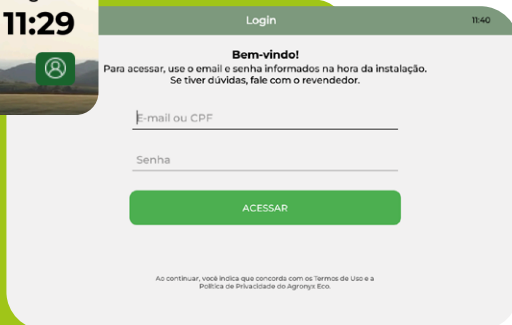 11:29
Login
11:40
Bem-vindo!
Para acessar, use o email e senha informados na hora da instalação.
Se tiver dúvidas, fale com o revendedor.
E-mail ou CPF
Senha
ACESSAR
Ao continuar, você indica que concorda com os Termos de Uso e a
Política de Privacidade do Agronyx Eco.